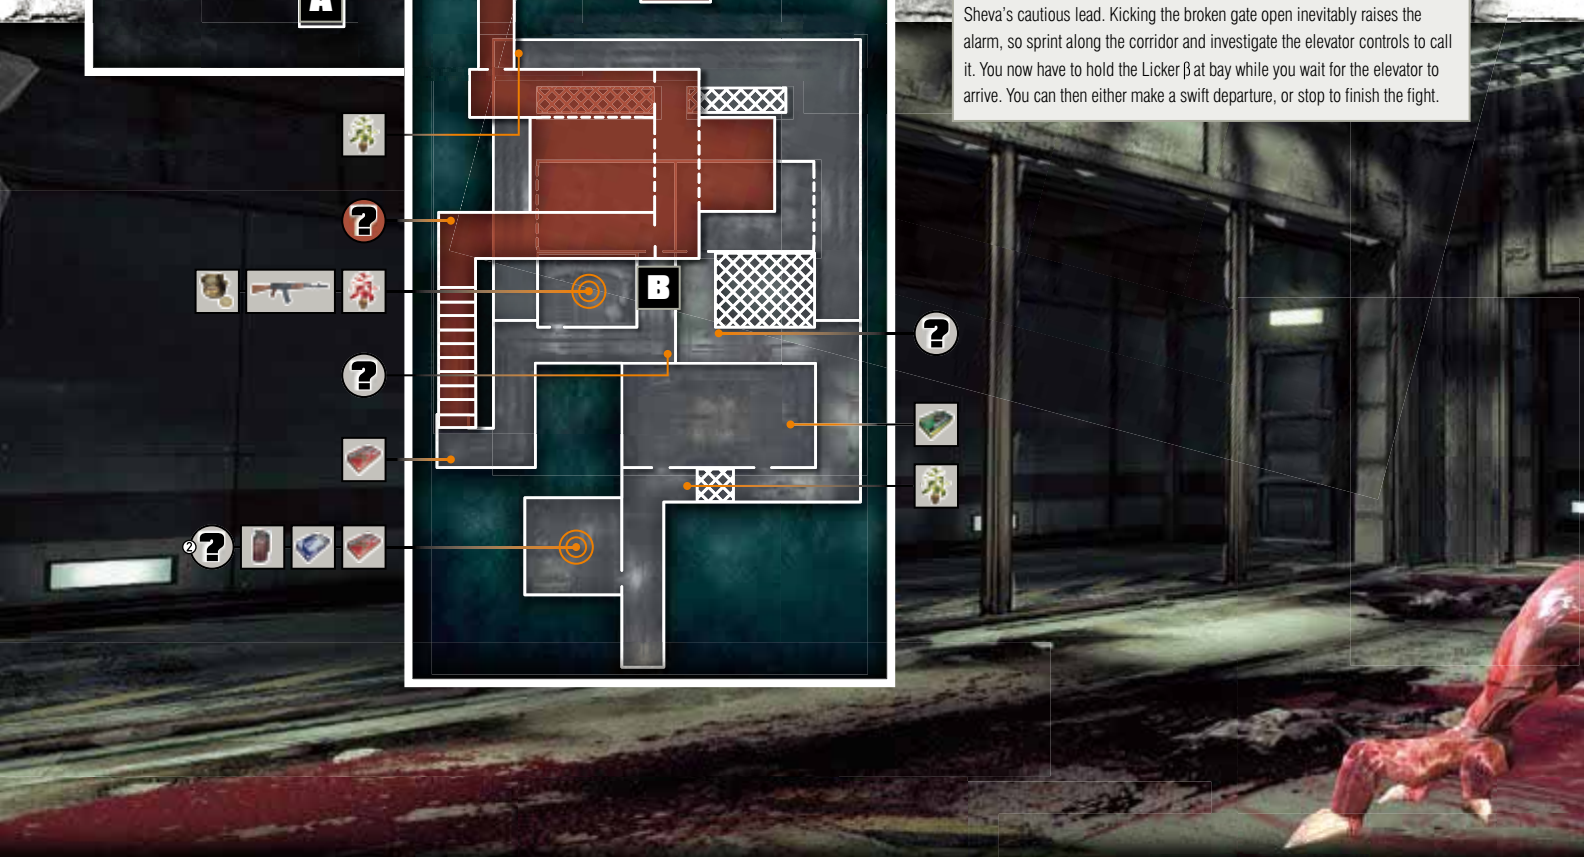 A
Sheva's cautious lead. Kicking the broken gate open inevitably raises the
alarm, so sprint along the corridor and investigate the elevator controls to call
it. You now have to hold the Licker β at bay while you wait for the elevator to
arrive. You can then either make a swift departure, or stop to finish the fight.
?
B
?
?
2 ?